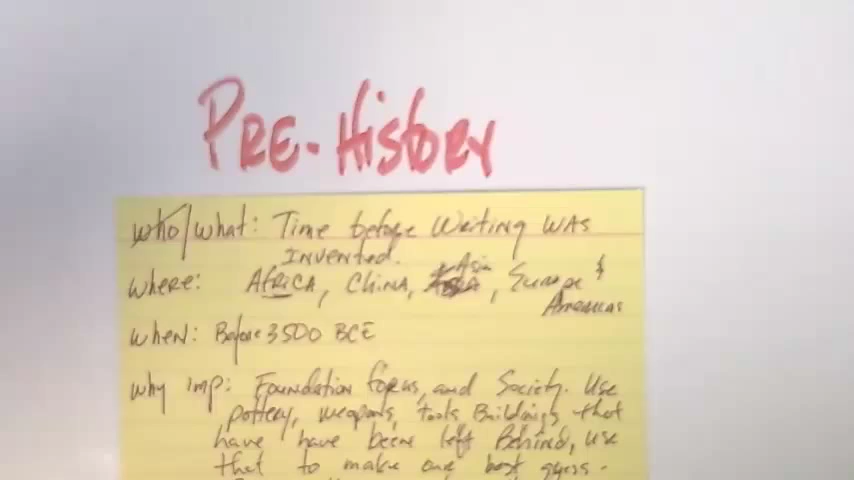 PRE-HISTORY
who/what: Time before Writing WAS
INVENTED.
Where: AFRICA, CHINA, Asia, Europe &
Americas
When: Before 3500 BCE
Why imp: Foundation for us, and Society. Use
pottery, weapons, tools Buildings that
have have been left Behind, use
that to make our best guess.